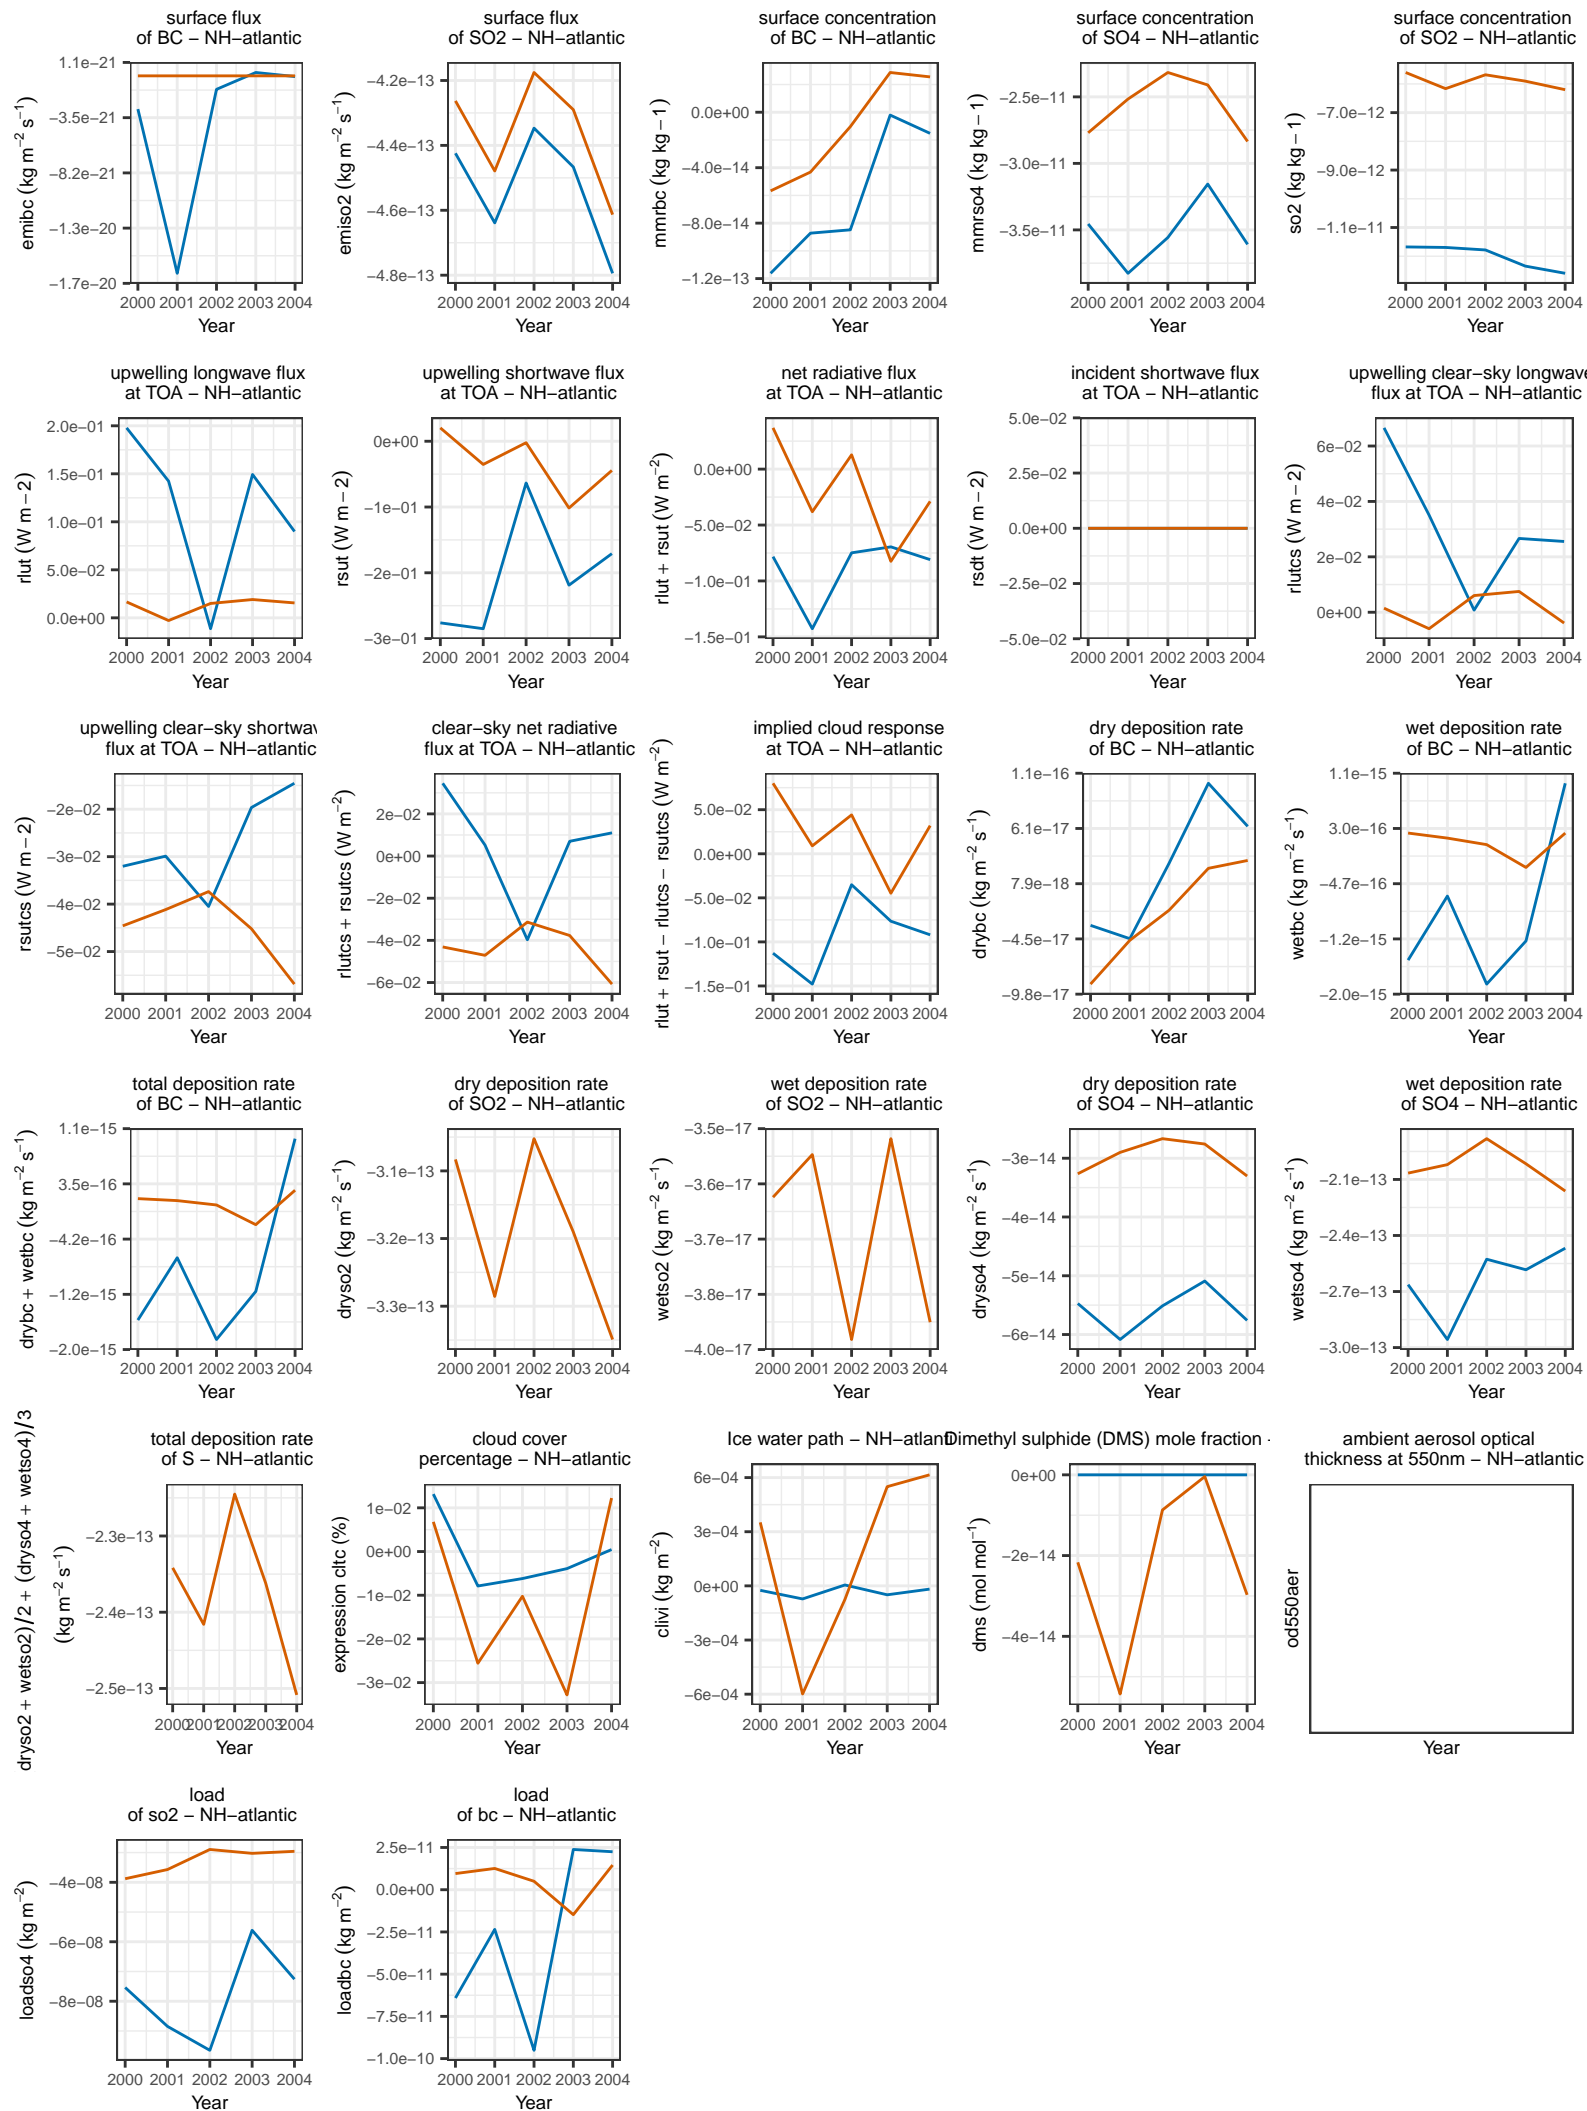 surface flux
of BC − NH−atlantic
emibc (kg m−2 s−1)
1.1e−21
−3.5e−21
−8.2e−21
−1.3e−20
−1.7e−20
2000 2001 2002 2003 2004
Year
surface flux
of SO2 − NH−atlantic
emiso2 (kg m−2 s−1)
−4.2e−13
−4.4e−13
−4.6e−13
−4.8e−13
2000 2001 2002 2003 2004
Year
surface concentration
of BC − NH−atlantic
mmrbc (kg kg − 1)
0.0e+00
−4.0e−14
−8.0e−14
−1.2e−13
2000 2001 2002 2003 2004
Year
surface concentration
of SO4 − NH−atlantic
mmrso4 (kg kg − 1)
−2.5e−11
−3.0e−11
−3.5e−11
2000 2001 2002 2003 2004
Year
surface concentration
of SO2 − NH−atlantic
so2 (kg kg − 1)
−7.0e−12
−9.0e−12
−1.1e−11
2000 2001 2002 2003 2004
Year
upwelling longwave flux
at TOA − NH−atlantic
rlut (W m − 2)
2.0e−01
1.5e−01
1.0e−01
5.0e−02
0.0e+00
2000 2001 2002 2003 2004
Year
upwelling shortwave flux
at TOA − NH−atlantic
rsut (W m − 2)
0e+00
−1e−01
−2e−01
−3e−01
2000 2001 2002 2003 2004
Year
net radiative flux
at TOA − NH−atlantic
rlut + rsut (W m−2)
0.0e+00
−5.0e−02
−1.0e−01
−1.5e−01
2000 2001 2002 2003 2004
Year
incident shortwave flux
at TOA − NH−atlantic
rsdt (W m − 2)
5.0e−02
2.5e−02
0.0e+00
−2.5e−02
−5.0e−02
2000 2001 2002 2003 2004
Year
upwelling clear−sky longwave
flux at TOA − NH−atlantic
rlutcs (W m − 2)
6e−02
4e−02
2e−02
0e+00
2000 2001 2002 2003 2004
Year
upwelling clear−sky shortwav
flux at TOA − NH−atlantic
rsutcs (W m − 2)
−2e−02
−3e−02
−4e−02
−5e−02
2000 2001 2002 2003 2004
Year
clear−sky net radiative
flux at TOA − NH−atlantic
rlutcs + rsutcs (W m−2)
2e−02
0e+00
−2e−02
−4e−02
−6e−02
2000 2001 2002 2003 2004
Year
implied cloud response
at TOA − NH−atlantic
rlut + rsut − rlutcs − rsutcs (W m−2)
5.0e−02
0.0e+00
−5.0e−02
−1.0e−01
−1.5e−01
2000 2001 2002 2003 2004
Year
dry deposition rate
of BC − NH−atlantic
drybc (kg m−2 s−1)
1.1e−16
6.1e−17
7.9e−18
−4.5e−17
−9.8e−17
2000 2001 2002 2003 2004
Year
wet deposition rate
of BC − NH−atlantic
wetbc (kg m−2 s−1)
1.1e−15
3.0e−16
−4.7e−16
−1.2e−15
−2.0e−15
2000 2001 2002 2003 2004
Year
total deposition rate
of BC − NH−atlantic
drybc + wetbc (kg m−2 s−1)
1.1e−15
3.5e−16
−4.2e−16
−1.2e−15
−2.0e−15
2000 2001 2002 2003 2004
Year
dry deposition rate
of SO2 − NH−atlantic
dryso2 (kg m−2 s−1)
−3.1e−13
−3.2e−13
−3.3e−13
2000 2001 2002 2003 2004
Year
wet deposition rate
of SO2 − NH−atlantic
wetso2 (kg m−2 s−1)
−3.5e−17
−3.6e−17
−3.7e−17
−3.8e−17
−4.0e−17
2000 2001 2002 2003 2004
Year
dry deposition rate
of SO4 − NH−atlantic
dryso4 (kg m−2 s−1)
−3e−14
−4e−14
−5e−14
−6e−14
2000 2001 2002 2003 2004
Year
wet deposition rate
of SO4 − NH−atlantic
wetso4 (kg m−2 s−1)
−2.1e−13
−2.4e−13
−2.7e−13
−3.0e−13
2000 2001 2002 2003 2004
Year
total deposition rate
of S − NH−atlantic
dryso2 + wetso2)/2 + (dryso4 + wetso4)/3
(kg m−2 s−1)
−2.3e−13
−2.4e−13
−2.5e−13
2000 2001 2002 2003 2004
Year
cloud cover
percentage − NH−atlantic
expression cltc (%)
1e−02
0e+00
−1e−02
−2e−02
−3e−02
2000 2001 2002 2003 2004
Year
Ice water path − NH−atlanti
clivi (kg m−2)
6e−04
3e−04
0e+00
−3e−04
−6e−04
2000 2001 2002 2003 2004
Year
Dimethyl sulphide (DMS) mole fraction −
dms (mol mol−1)
0e+00
−2e−14
−4e−14
2000 2001 2002 2003 2004
Year
ambient aerosol optical
thickness at 550nm − NH−atlantic
od550aer
Year
load
of so2 − NH−atlantic
loadso4 (kg m−2)
−4e−08
−6e−08
−8e−08
2000 2001 2002 2003 2004
Year
load
of bc − NH−atlantic
loadbc (kg m−2)
2.5e−11
0.0e+00
−2.5e−11
−5.0e−11
−7.5e−11
−1.0e−10
2000 2001 2002 2003 2004
Year